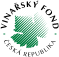 VINAŘSKÝ FOND
ČESKÁ REPUBLIKA